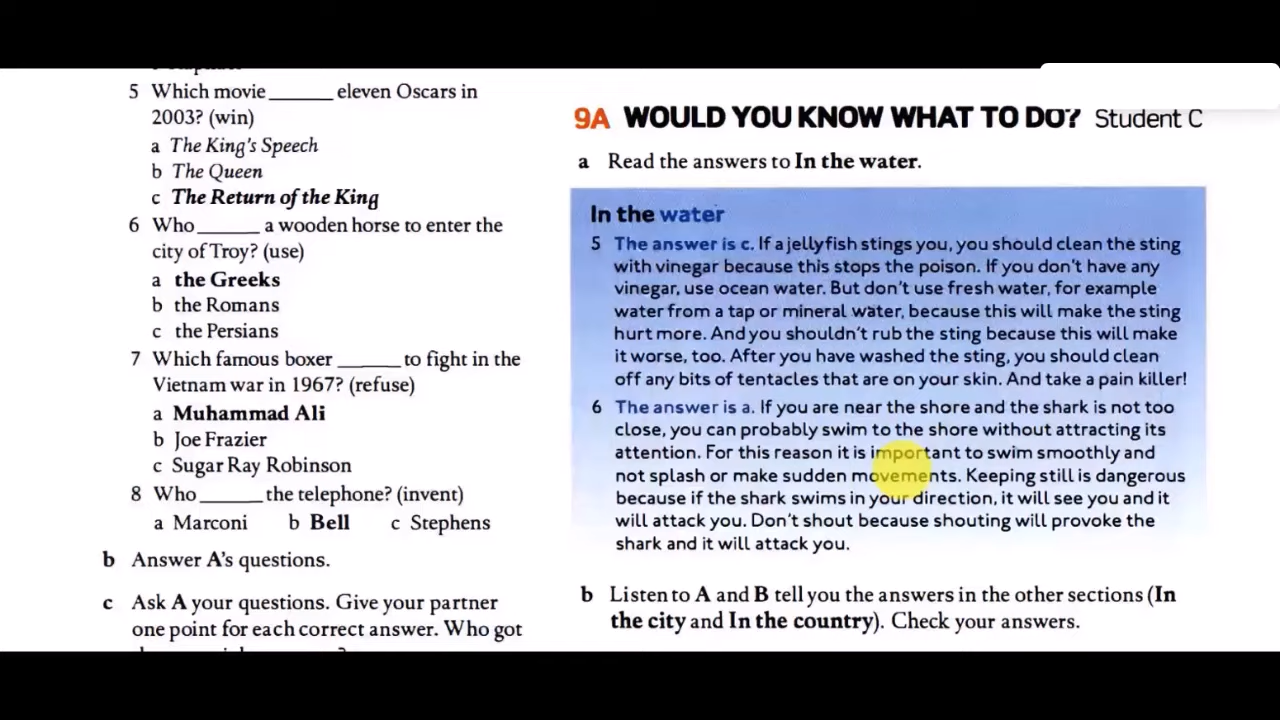 5 Which movie ______ eleven Oscars in
2003? (win)
a The King's Speech
b The Queen
c The Return of the King
6 Who ______ a wooden horse to enter the
city of Troy? (use)
a the Greeks
b the Romans
c the Persians
7 Which famous boxer ______ to fight in the
Vietnam war in 1967? (refuse)
a Muhammad Ali
b Joe Frazier
c Sugar Ray Robinson
8 Who ______ the telephone? (invent)
a Marconi b Bell c Stephens
b Answer A's questions.
c Ask A your questions. Give your partner
one point for each correct answer. Who got
9A WOULD YOU KNOW WHAT TO DO? Student C
a Read the answers to In the water.
In the water
5 The answer is c. If a jellyfish stings you, you should clean the sting
with vinegar because this stops the poison. If you don't have any
vinegar, use ocean water. But don't use fresh water, for example
water from a tap or mineral water, because this will make the sting
hurt more. And you shouldn't rub the sting because this will make
it worse, too. After you have washed the sting, you should clean
off any bits of tentacles that are on your skin. And take a pain killer!
6 The answer is a. If you are near the shore and the shark is not too
close, you can probably swim to the shore without attracting its
attention. For this reason it is important to swim smoothly and
not splash or make sudden movements. Keeping still is dangerous
because if the shark swims in your direction, it will see you and it
will attack you. Don't shout because shouting will provoke the
shark and it will attack you.
b Listen to A and B tell you the answers in the other sections (In
the city and In the country). Check your answers.